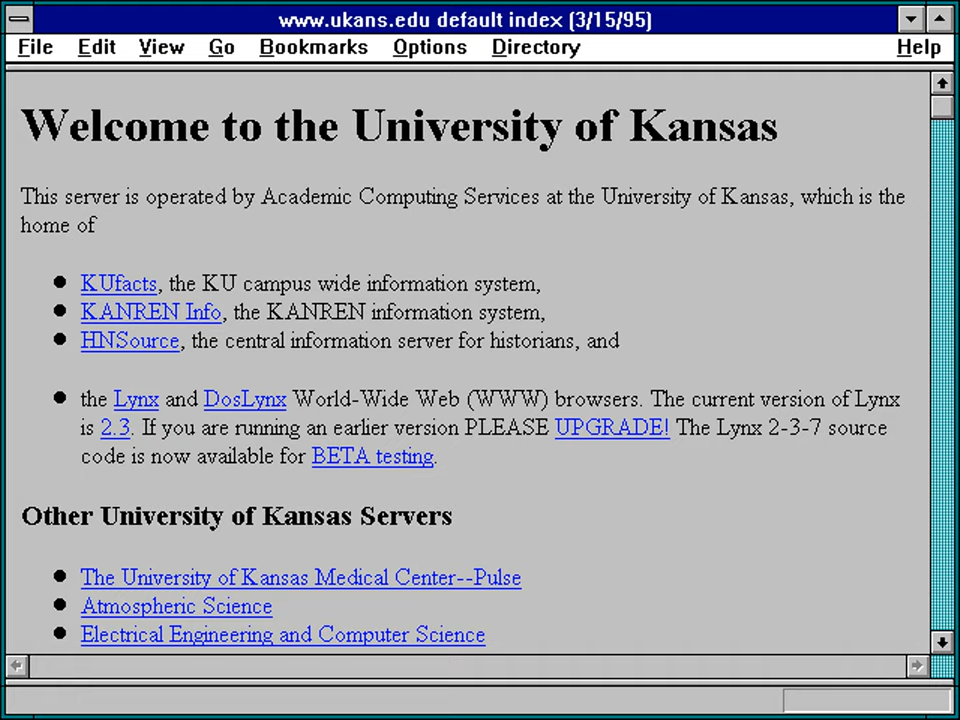 www.ukans.edu default index (3/15/95)
File Edit View Go Bookmarks Options Directory Help
Welcome to the University of Kansas
This server is operated by Academic Computing Services at the University of Kansas, which is the
home of
KUfacts, the KU campus wide information system,
KANREN Info, the KANREN information system,
HNSource, the central information server for historians, and
the Lynx and DosLynx World-Wide Web (WWW) browsers. The current version of Lynx
is 2.3. If you are running an earlier version PLEASE UPGRADE! The Lynx 2-3-7 source
code is now available for BETA testing.
Other University of Kansas Servers
The University of Kansas Medical Center--Pulse
Atmospheric Science
Electrical Engineering and Computer Science